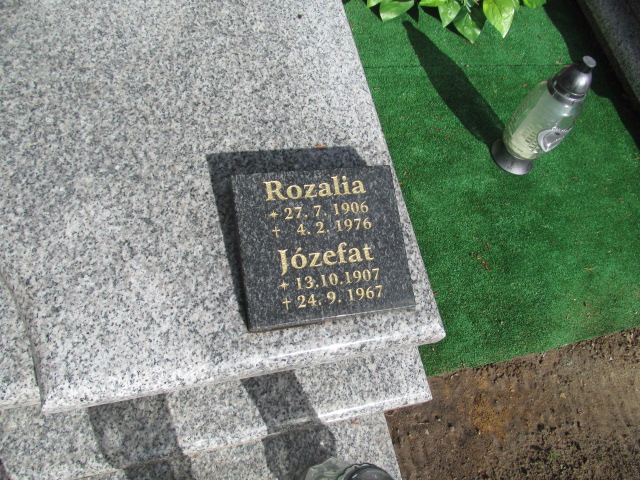 Rozalia
✦ 27. 7. 1906
✝ 4. 2. 1976
Józefat
✦ 13.10.1907
✝ 24. 9. 1967